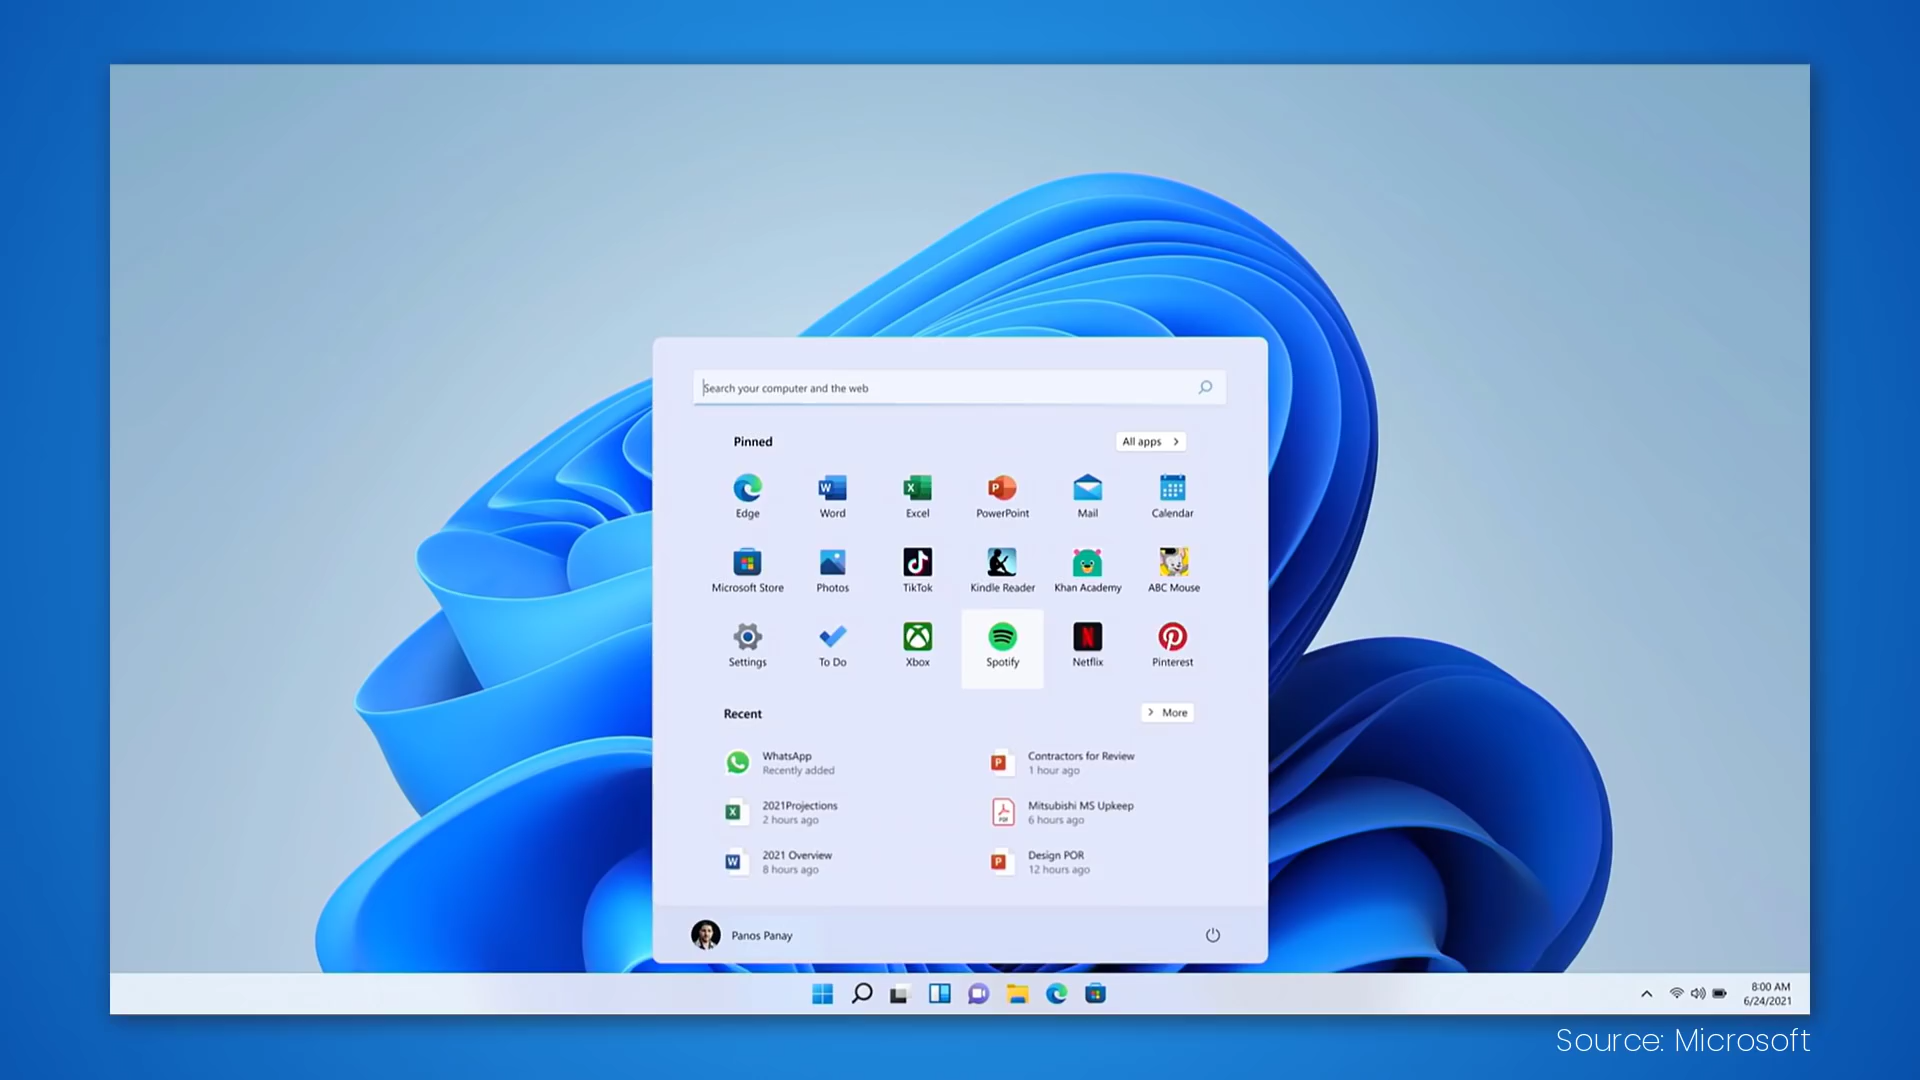 Search your computer and the web
Pinned
All apps
Edge
Word
Excel
PowerPoint
Mail
Calendar
Microsoft Store
Photos
TikTok
Kindle Reader
Khan Academy
ABC Mouse
Settings
To Do
Xbox
Spotify
Netflix
Pinterest
Recent
More
WhatsApp
Recently added
Contractors for Review
1 hour ago
2021Projections
2 hours ago
Mitsubishi MS Upkeep
6 hours ago
2021 Overview
8 hours ago
Design POR
12 hours ago
Panos Panay
8:00 AM
6/24/2021
Source: Microsoft